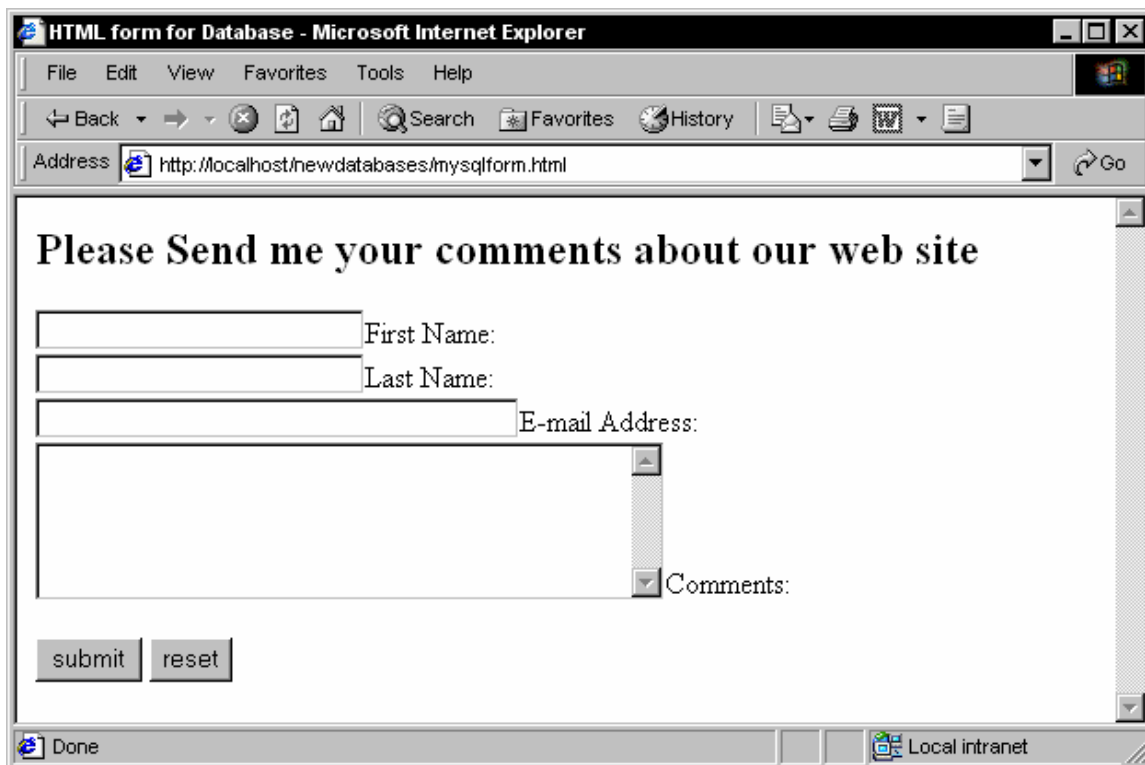 HTML form for Database - Microsoft Internet Explorer
File Edit View Favorites Tools Help
Back Search Favorites History W
Address http://localhost/newdatabases/mysqlform.html Go
Please Send me your comments about our web site
First Name:
Last Name:
E-mail Address:
Comments:
submit reset
Done Local intranet